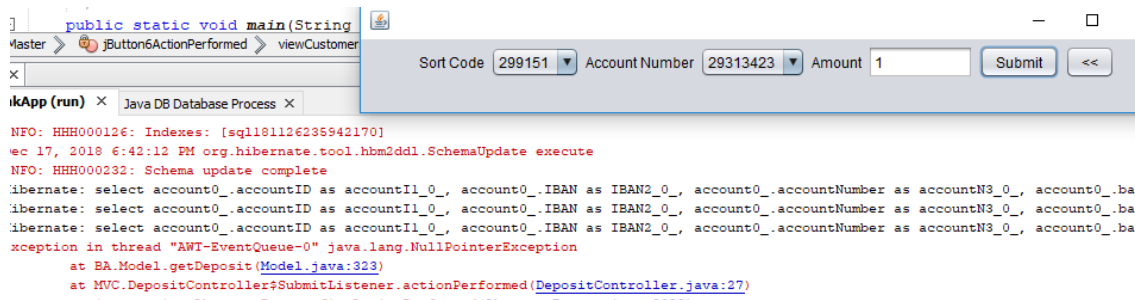 public static void main(String
Master jButton6ActionPerformed viewCustomer
Sort Code 299151 Account Number 29313423 Amount 1 Submit <<
nkApp (run) × Java DB Database Process ×
NFO: HHH000126: Indexes: [sql181126235942170]
ec 17, 2018 6:42:12 PM org.hibernate.tool.hbm2ddl.SchemaUpdate execute
NFO: HHH000232: Schema update complete
ibernate: select account0_.accountID as accountI1_0_, account0_.IBAN as IBAN2_0_, account0_.accountNumber as accountN3_0_, account0_.ba
ibernate: select account0_.accountID as accountI1_0_, account0_.IBAN as IBAN2_0_, account0_.accountNumber as accountN3_0_, account0_.ba
ibernate: select account0_.accountID as accountI1_0_, account0_.IBAN as IBAN2_0_, account0_.accountNumber as accountN3_0_, account0_.ba
xception in thread "AWT-EventQueue-0" java.lang.NullPointerException
at BA.Model.getDeposit(Model.java:323)
at MVC.DepositController$SubmitListener.actionPerformed(DepositController.java:27)